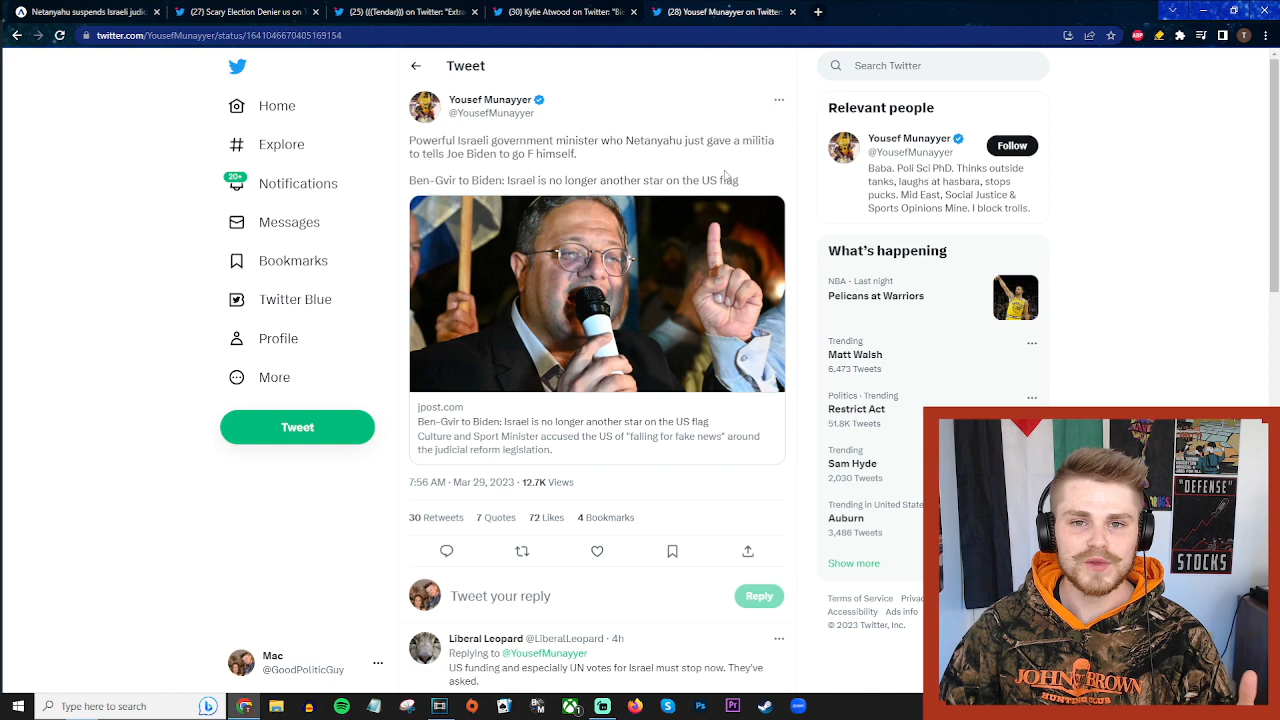 Netanyahu suspends israeli judic
(27) Scary Election Denier us on T
(25) (((Tendar))) on Twitter: "Extra
(30) Kylie Atwood on Twitter: "Bi
(28) Yousef Munayyer on Twitter:
twitter.com/YousefMunayyer/status/1641046670405169154
ABP
T
Home
Explore
20+
Notifications
Messages
Bookmarks
Twitter Blue
Profile
More
Tweet
Mac
@GoodPoliticGuy
Tweet
Yousef Munayyer
@YousefMunayyer
Powerful Israeli government minister who Netanyahu just gave a militia
to tells Joe Biden to go F himself.
Ben-Gvir to Biden: Israel is no longer another star on the US flag
jpost.com
Ben-Gvir to Biden: Israel is no longer another star on the US flag
Culture and Sport Minister accused the US of "falling for fake news" around
the judicial reform legislation.
7:56 AM · Mar 29, 2023 · 12.7K Views
30 Retweets 7 Quotes 72 Likes 4 Bookmarks
Tweet your reply
Reply
Liberal Leopard @LiberalLeopard · 4h
Replying to @YousefMunayyer
US funding and especially UN votes for Israel must stop now. They've
asked.
Search Twitter
Relevant people
Yousef Munayyer
@YousefMunayyer
Follow
Baba. Poli Sci PhD. Thinks outside
tanks, laughs at hasbara, stops
pucks. Mid East, Social Justice &
Sports Opinions Mine. I block trolls.
What's happening
NBA · Last night
Pelicans at Warriors
Trending
Matt Walsh
6,473 Tweets
Politics · Trending
Restrict Act
51.8K Tweets
Trending
Sam Hyde
2,030 Tweets
Trending in United State
Auburn
3,486 Tweets
Show more
Terms of Service Priva
Accessibility Ads info
© 2023 Twitter, Inc.
"DEFENSE"
STOCKS
JOHN BROWN
HUNTING CLUB
Type here to search
Ps
Pr
zoom